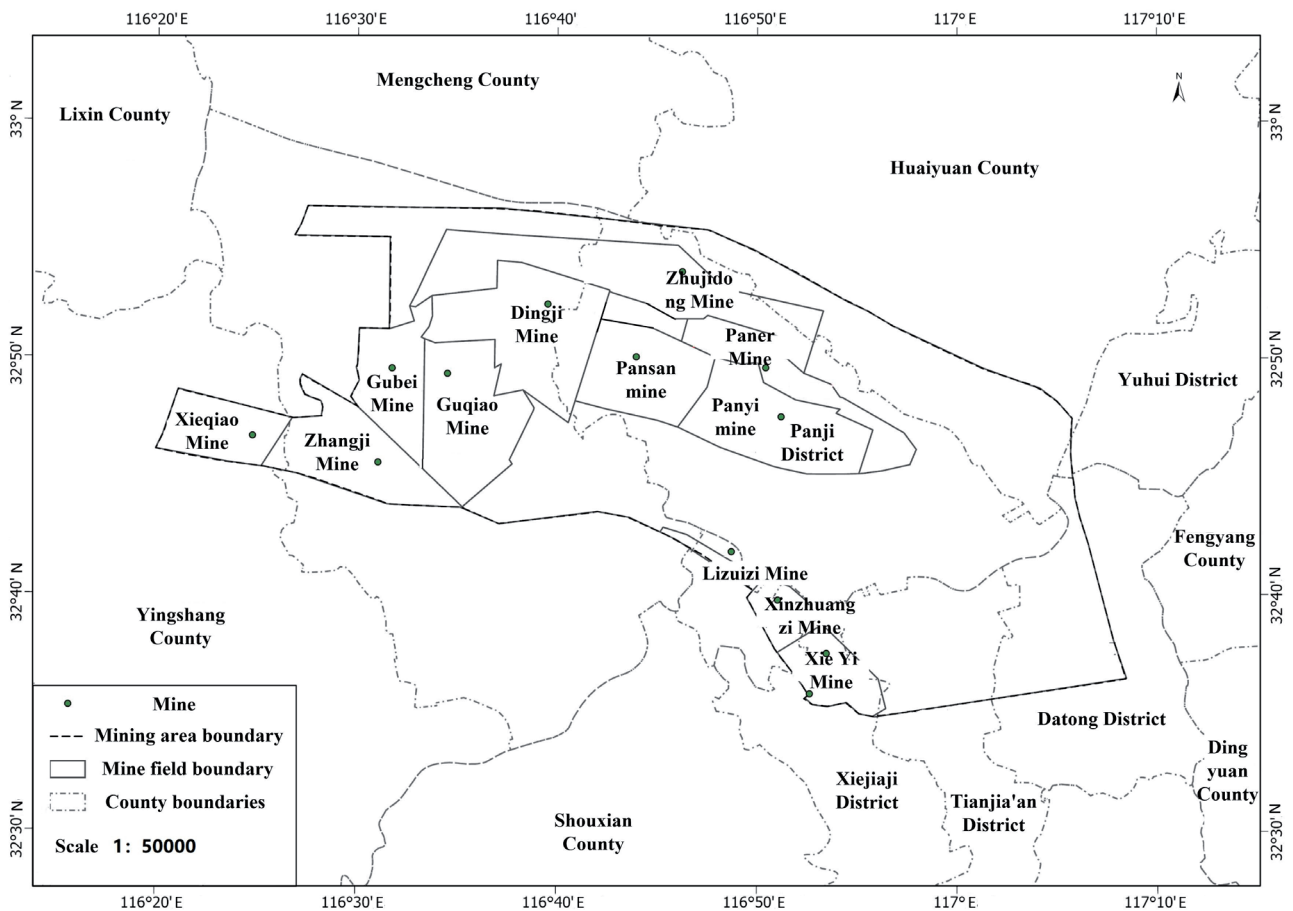 116°20′ E
116°30′ E
116°40′
116°50′ E
117°E
117°10′ E
N
Mengcheng County
Lixin County
33° N
33° N
Huaiyuan County
Zhujido
ng Mine
Dingji
Mine
Paner
Mine
32°50′ N
32°50′ N
Pansan
mine
Gubei
Mine
Yuhui District
Guqiao
Mine
Panyi
mine
Xieqiao
Mine
Zhangji
Mine
Panji
District
Fengyang
County
Lizuizi Mine
32°40′ N
32°40′ N
Xinzhuang
zi Mine
Yingshang
County
Xie Yi
Mine
Mine
Mining area boundary
Mine field boundary
County boundaries
Scale 1: 50000
Datong District
Ding
yuan
County
Xiejiaji
District
Tianjia'an
District
Shouxian
County
32°30′ N
32°30′ N
116°20′ E
116°30′ E
116°40′ E
116°50′ E
117°E
117°10′ E